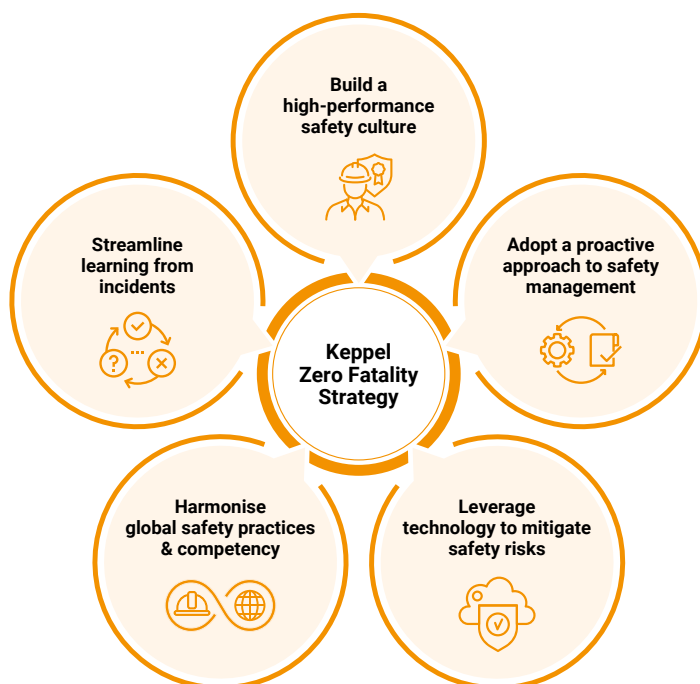 Build a
high-performance
safety culture
Streamline
learning from
incidents
Adopt a proactive
approach to safety
management
Keppel
Zero Fatality
Strategy
Harmonise
global safety practices
& competency
Leverage
technology to mitigate
safety risks